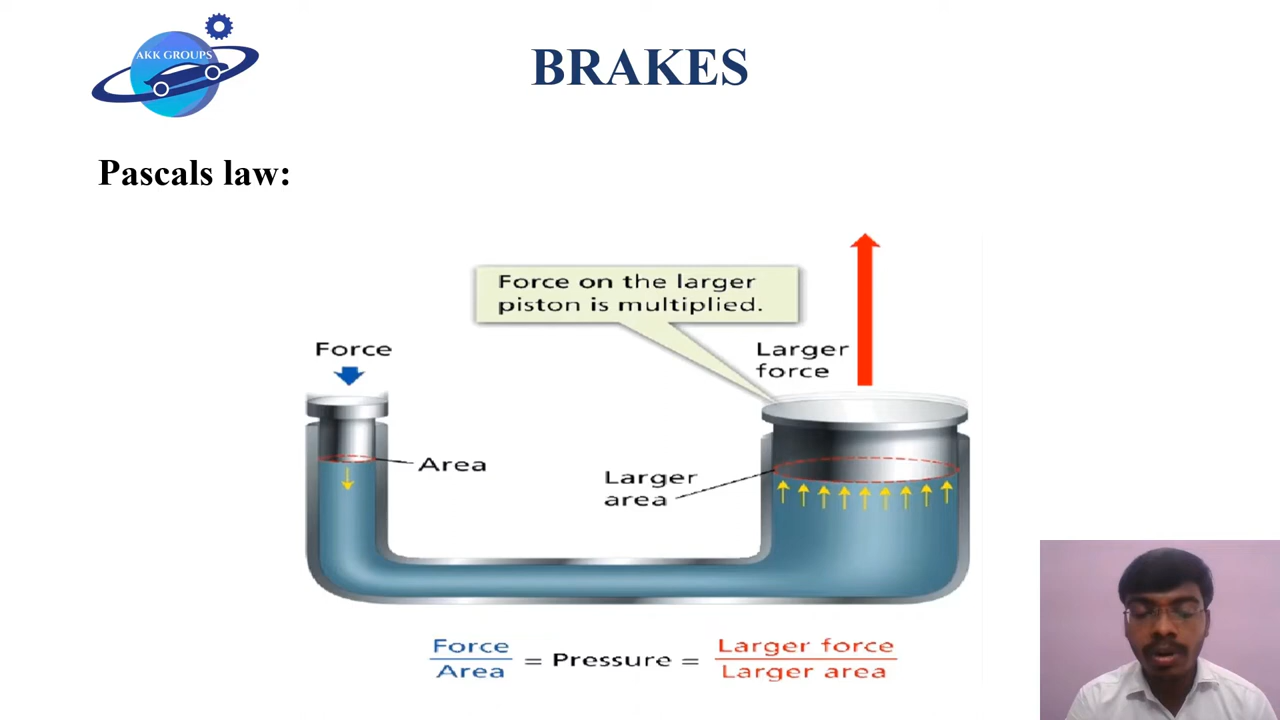 AKK GROUPS
BRAKES
Pascals law:
Force on the larger
piston is multiplied.
Force
Larger
force
Area
Larger
area
Force
Area
= Pressure =
Larger force
Larger area